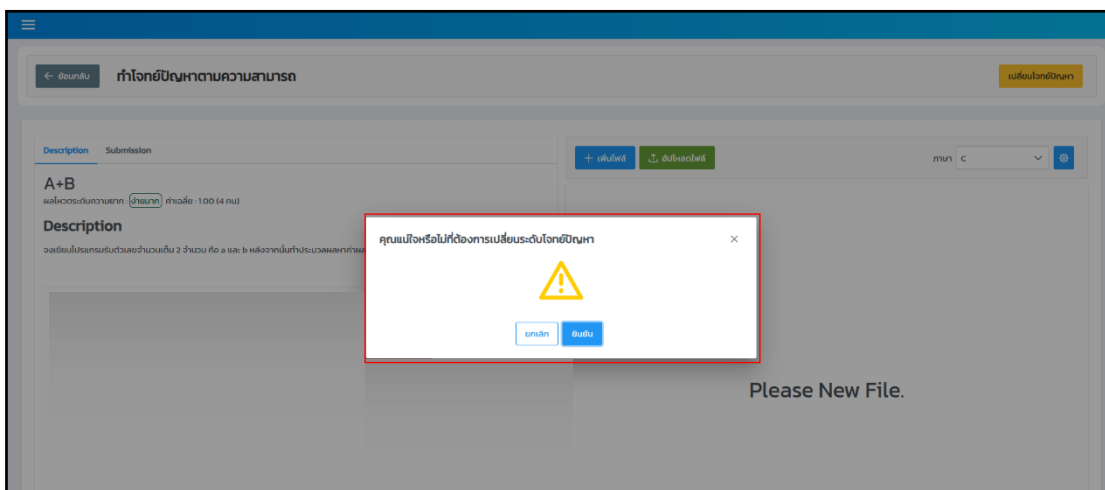 ← ย้อนกลับ ทำโจทย์ปัญหาตามความสามารถ เปลี่ยนโจทย์ปัญหา
Description Submission
+ เพิ่มไฟล์ อัปโหลดไฟล์ ภาษา C
A+B
ผลโหวตระดับความยาก : ง่ายมาก ค่าเฉลี่ย : 1.00 (4 คน)
Description
จงเขียนโปรแกรมรับตัวเลขจำนวนเต็ม 2 จำนวน คือ a และ b หลังจากนั้นทำประมวลผลหาค่าผล
คุณแน่ใจหรือไม่ที่ต้องการเปลี่ยนระดับโจทย์ปัญหา
ยกเลิก ยืนยัน
Please New File.